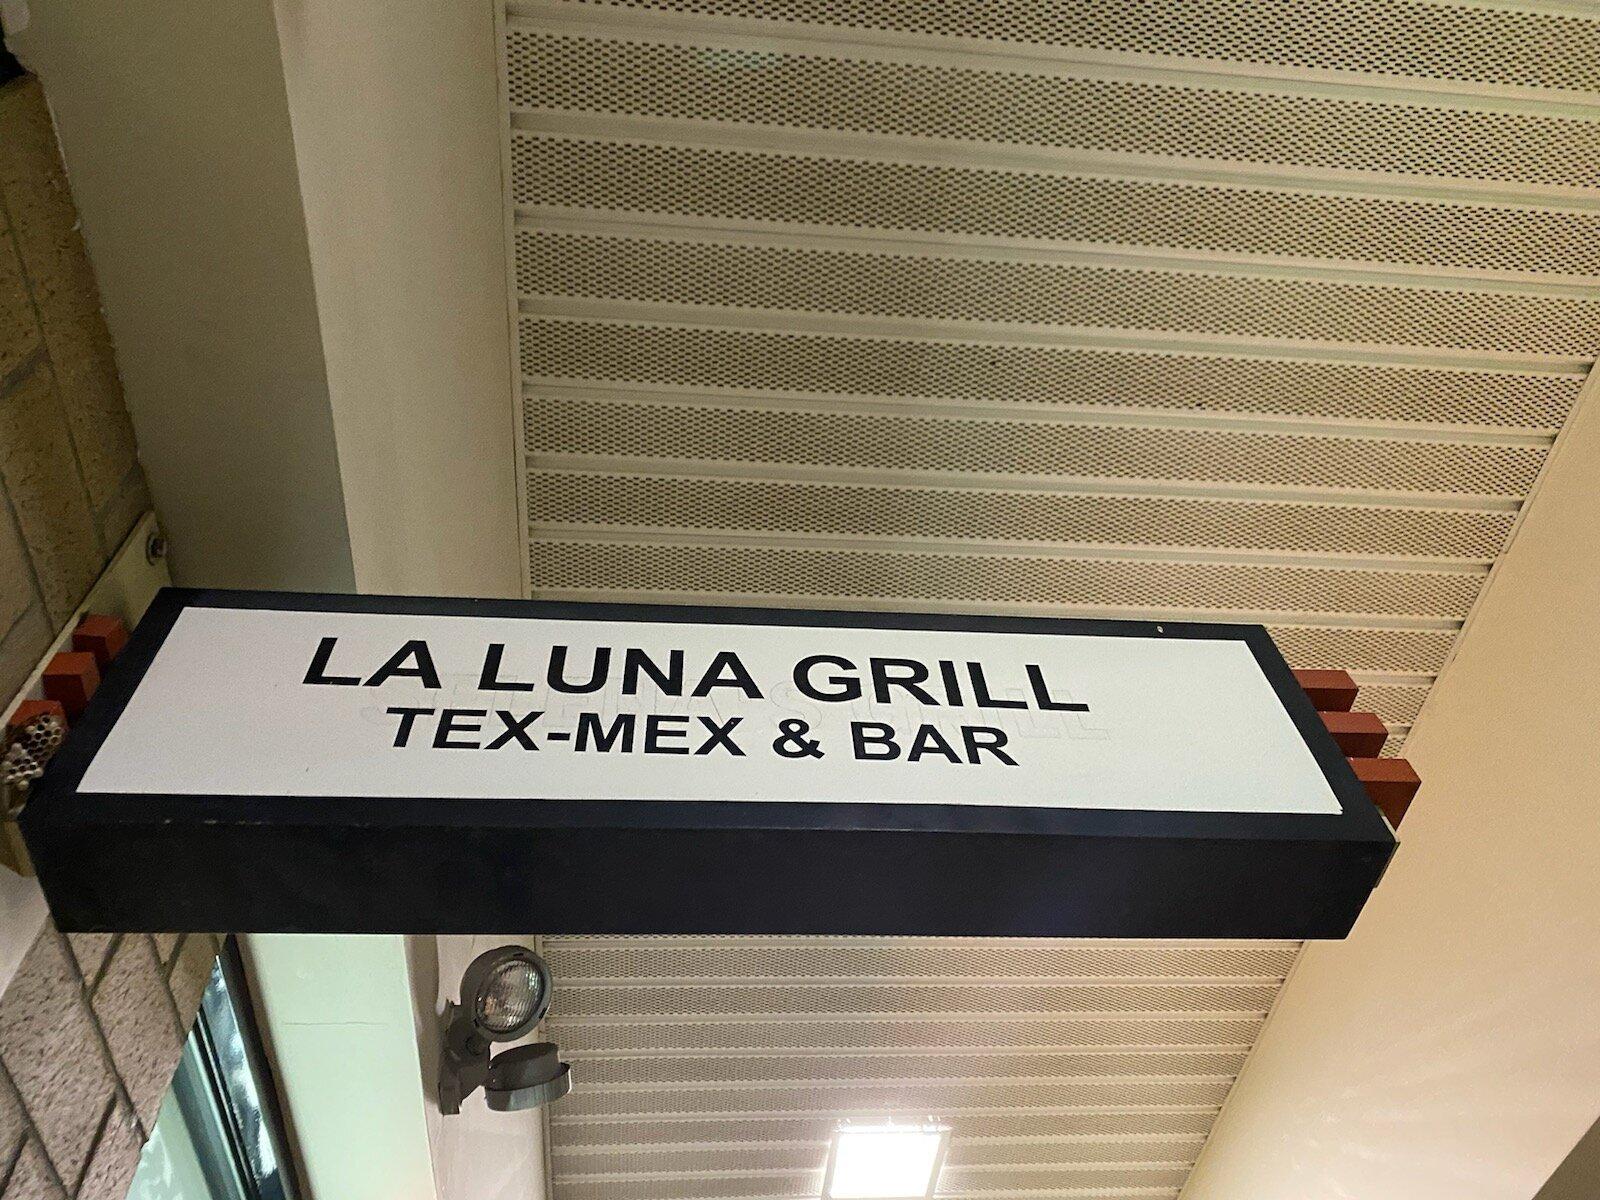 LA LUNA GRILL
TEX-MEX & BAR